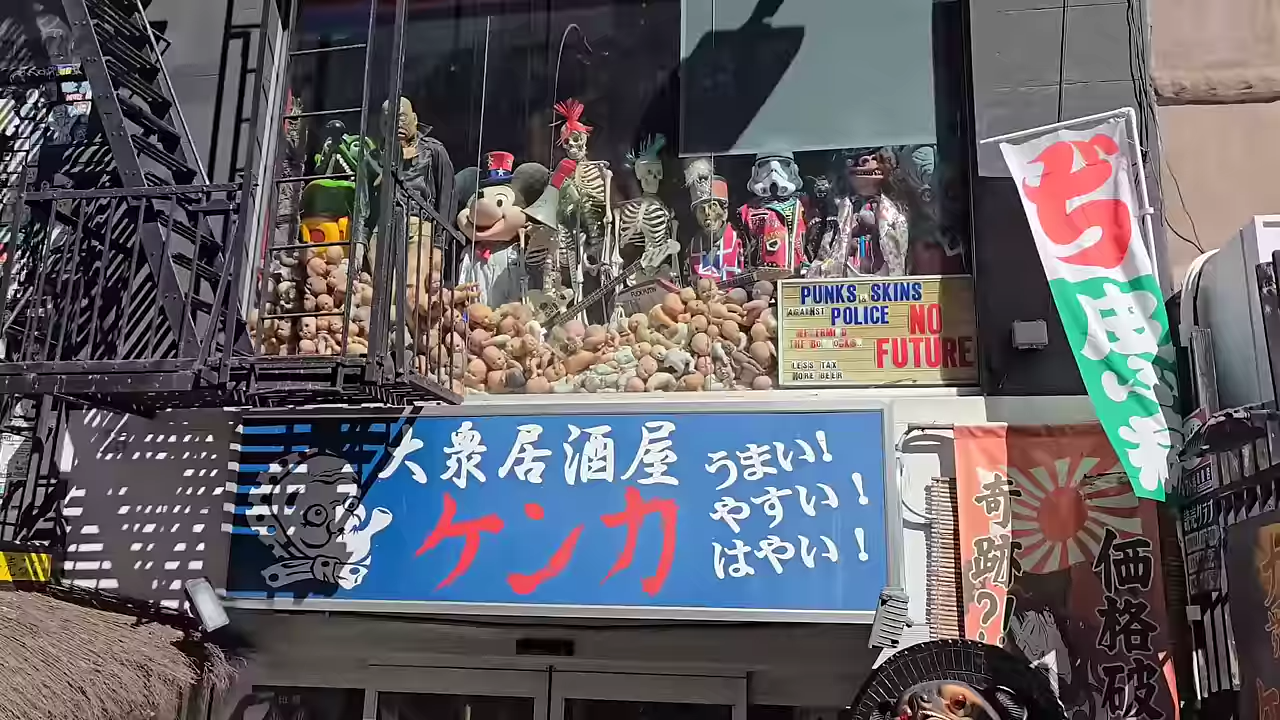 PUNKS & SKINS
AGAINST POLICE
NO
FUTURE
LESS TAX
MORE BEER
大衆居酒屋
ケンカ
うまい!
やすい!
はやい!
奇跡?!
価格破